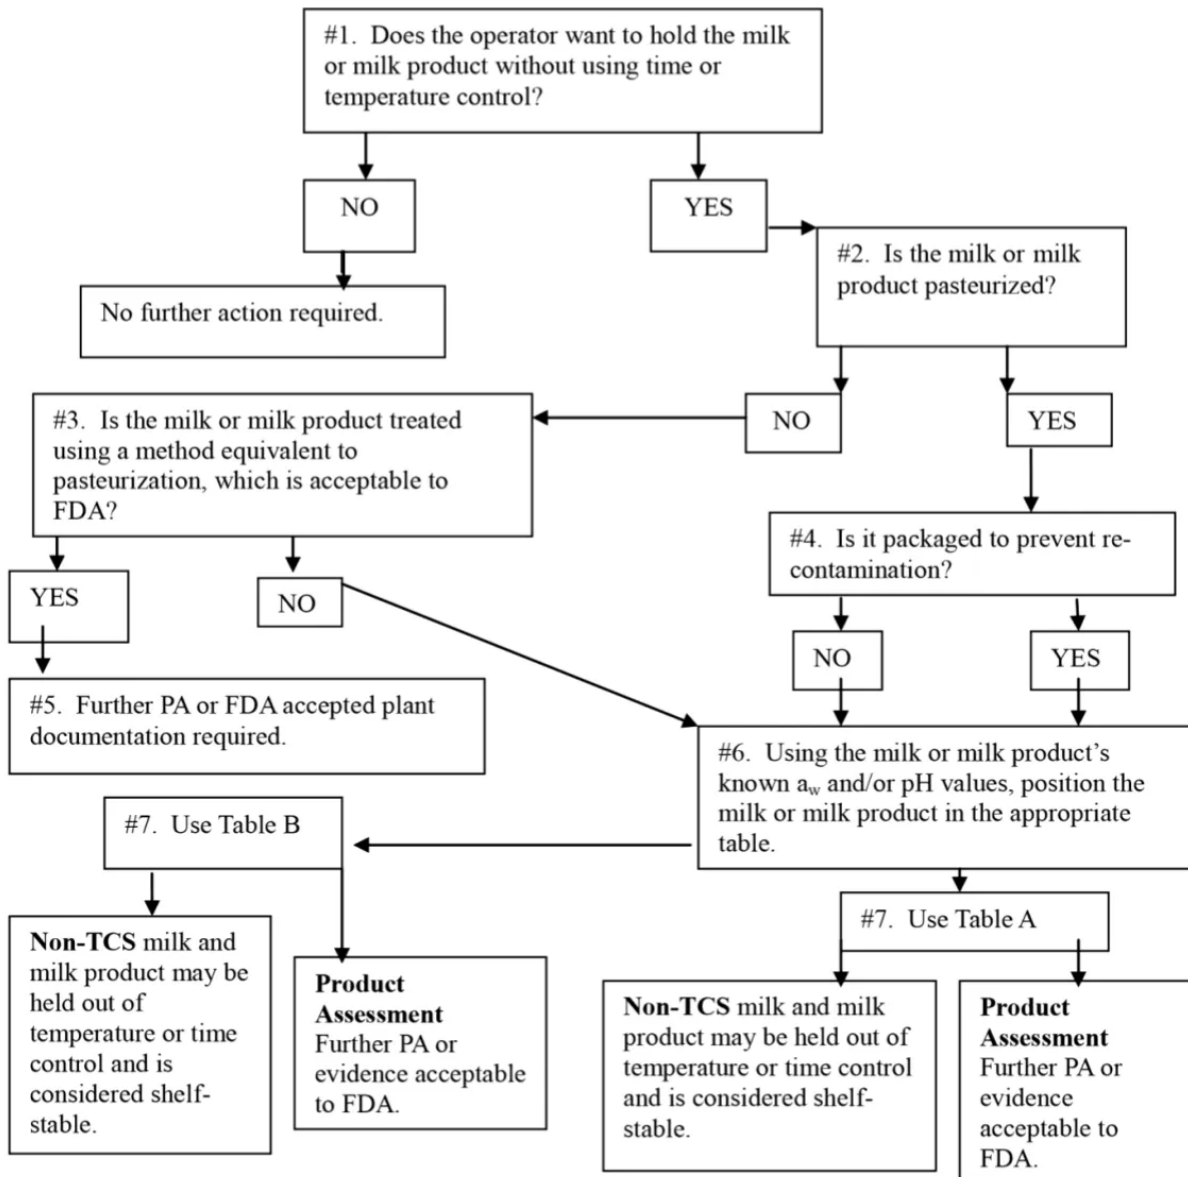 #1.  Does the operator want to hold the milk
or milk product without using time or
temperature control?
NO
YES
#2.  Is the milk or milk
product pasteurized?
No further action required.
#3.  Is the milk or milk product treated
using a method equivalent to
pasteurization, which is acceptable to
FDA?
NO
YES
#4.  Is it packaged to prevent re-
contamination?
YES
NO
NO
YES
#5.  Further PA or FDA accepted plant
documentation required.
#6.  Using the milk or milk product’s
known aw and/or pH values, position the
milk or milk product in the appropriate
table.
#7.  Use Table B
#7.  Use Table A
Non-TCS milk and
milk product may be
held out of
temperature or time
control and is
considered shelf-
stable.
Product
Assessment
Further PA or
evidence acceptable
to FDA.
Non-TCS milk and milk
product may be held out of
temperature or time control
and is considered shelf-
stable.
Product
Assessment
Further PA or
evidence
acceptable to
FDA.